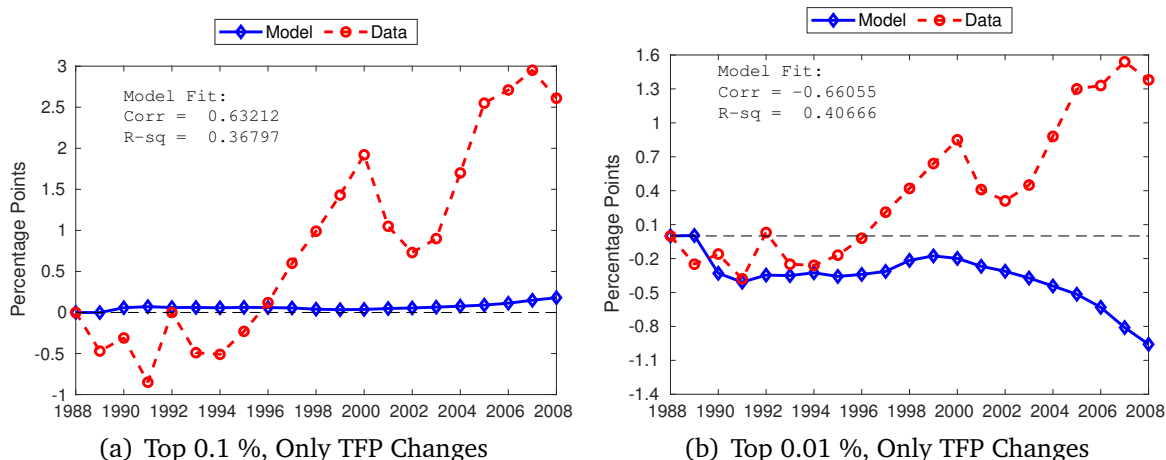 Model Data
Model Fit:
Corr = 0.63212
R-sq = 0.36797
Percentage Points
3
2.5
2
1.5
1
0.5
0
-0.5
-1
1988 1990 1992 1994 1996 1998 2000 2002 2004 2006 2008
(a) Top 0.1 %, Only TFP Changes
Model Data
Model Fit:
Corr = -0.66055
R-sq = 0.40666
Percentage Points
1.6
1.3
1
0.7
0.4
0.1
-0.2
-0.5
-0.8
-1.1
-1.4
1988 1990 1992 1994 1996 1998 2000 2002 2004 2006 2008
(b) Top 0.01 %, Only TFP Changes